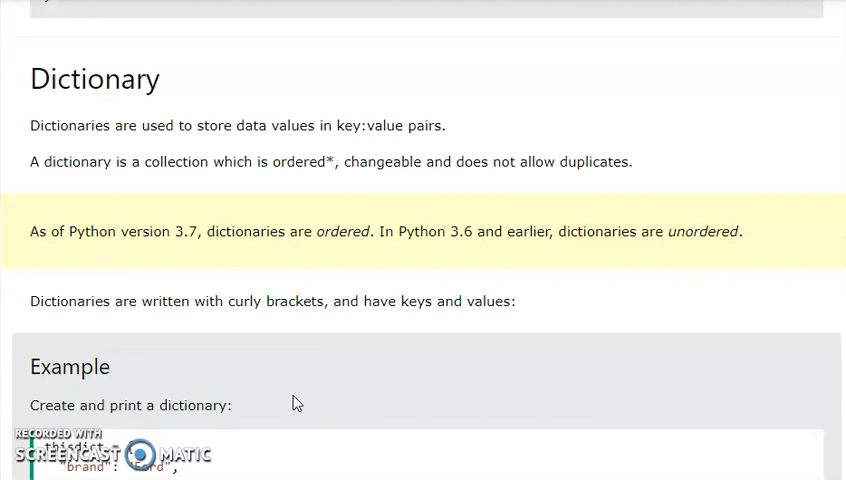 Dictionary
Dictionaries are used to store data values in key:value pairs.
A dictionary is a collection which is ordered*, changeable and does not allow duplicates.
As of Python version 3.7, dictionaries are ordered. In Python 3.6 and earlier, dictionaries are unordered.
Dictionaries are written with curly brackets, and have keys and values:
Example
Create and print a dictionary:
RECORDED WITH
thisdict = {
SCREENCAST MATIC
"brand": "Ford",